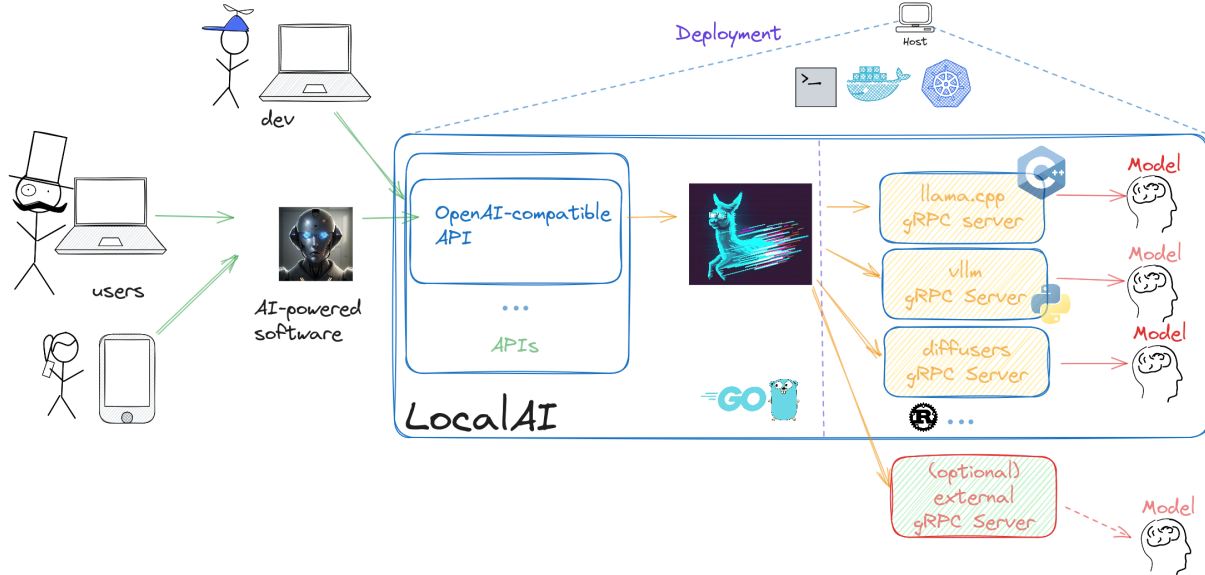 Deployment
Host
>_
dev
users
AI-powered
software
OpenAI-compatible
API
...
APIs
LocalAI
GO
C++
llama.cpp
gRPC server
Model
vllm
gRPC Server
Model
diffusers
gRPC Server
Model
R
...
(optional)
external
gRPC Server
Model